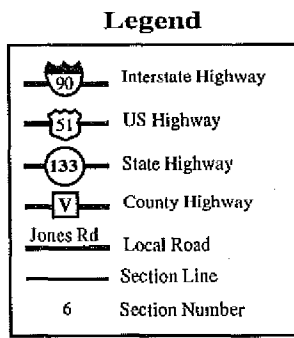 Legend
90 Interstate Highway
51 US Highway
133 State Highway
V County Highway
Jones Rd Local Road
Section Line
6 Section Number